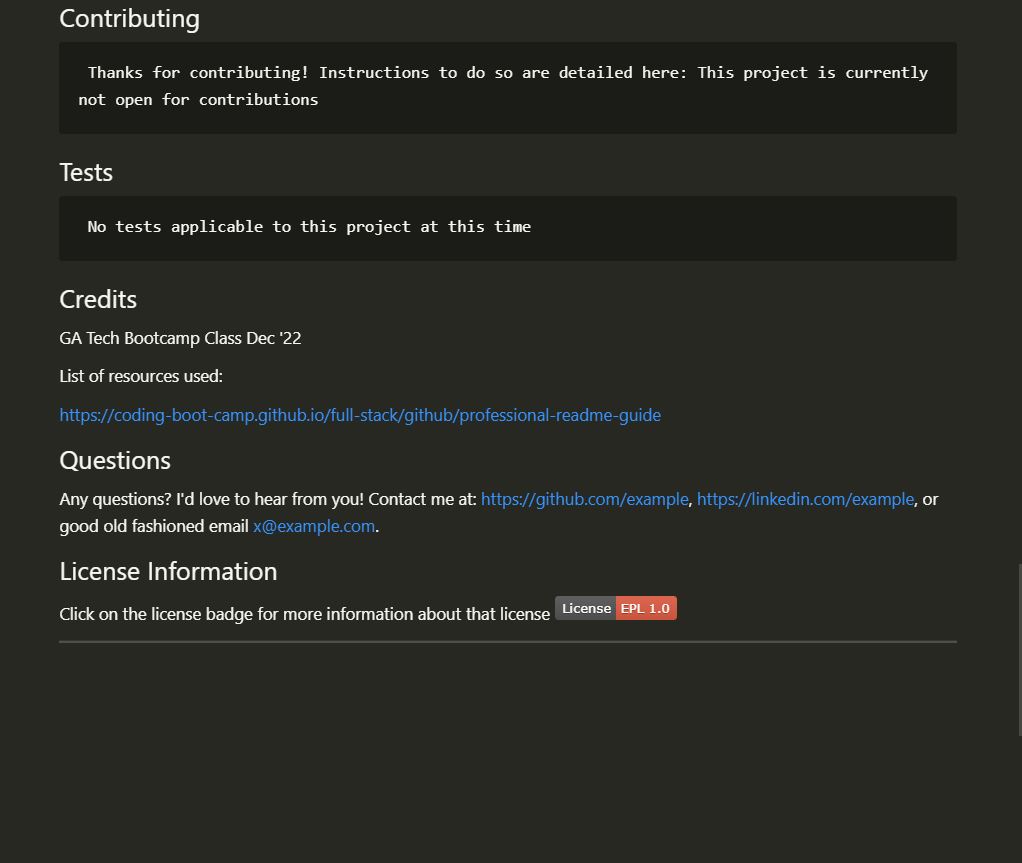 Contributing
Thanks for contributing! Instructions to do so are detailed here: This project is currently
not open for contributions
Tests
No tests applicable to this project at this time
Credits
GA Tech Bootcamp Class Dec '22
List of resources used:
https://coding-boot-camp.github.io/full-stack/github/professional-readme-guide
Questions
Any questions? I'd love to hear from you! Contact me at: https://github.com/example, https://linkedin.com/example, or
good old fashioned email x@example.com.
License Information
Click on the license badge for more information about that license License EPL 1.0